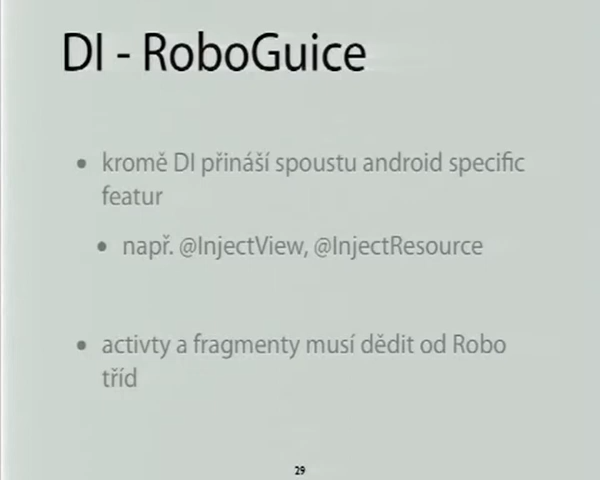 DI - RoboGuice
• kromě DI přináší spoustu android specific
featur
• např. @InjectView, @InjectResource
• activty a fragmenty musí dědit od Robo
tříd
29